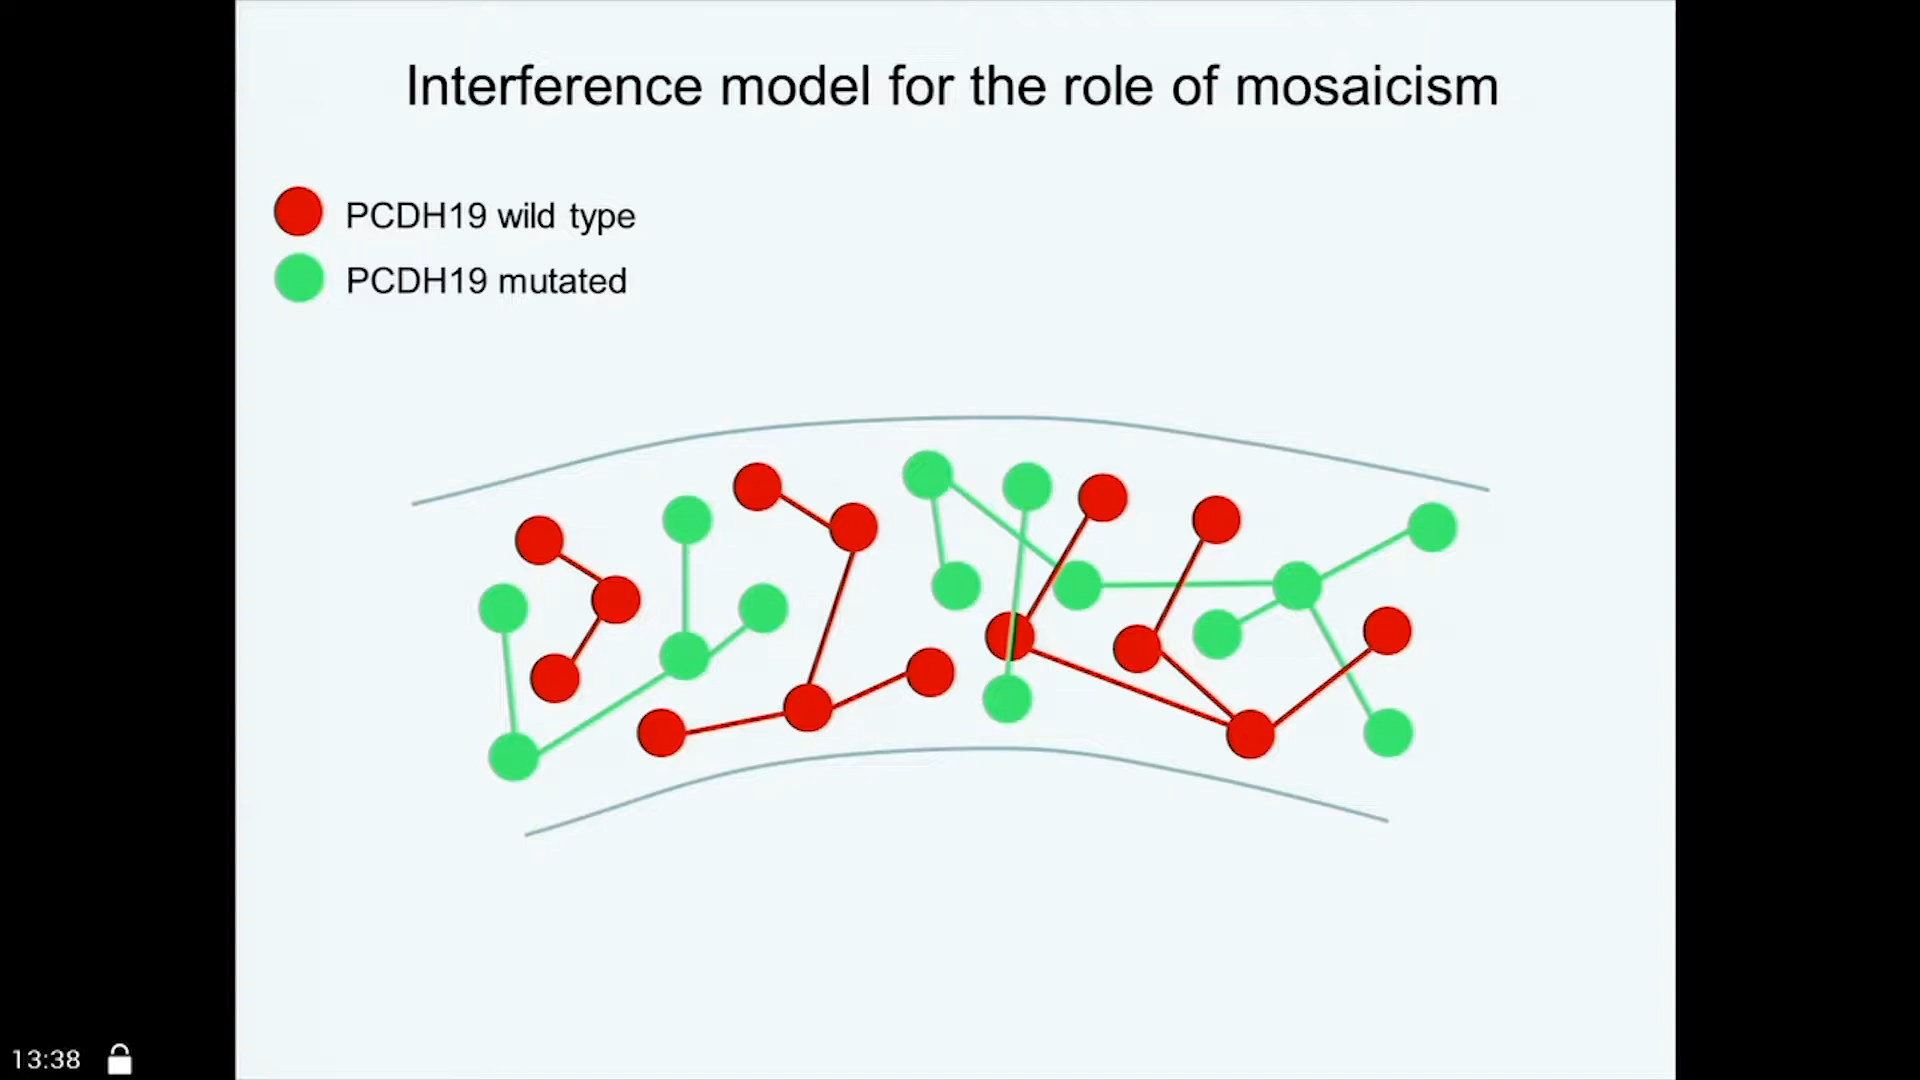 Interference model for the role of mosaicism
PCDH19 wild type
PCDH19 mutated
13:38